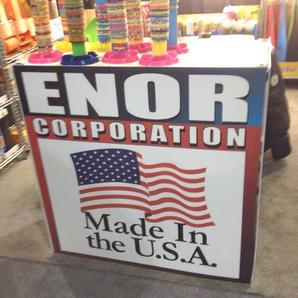 ENOR
CORPORATION
Made In
the U.S.A.